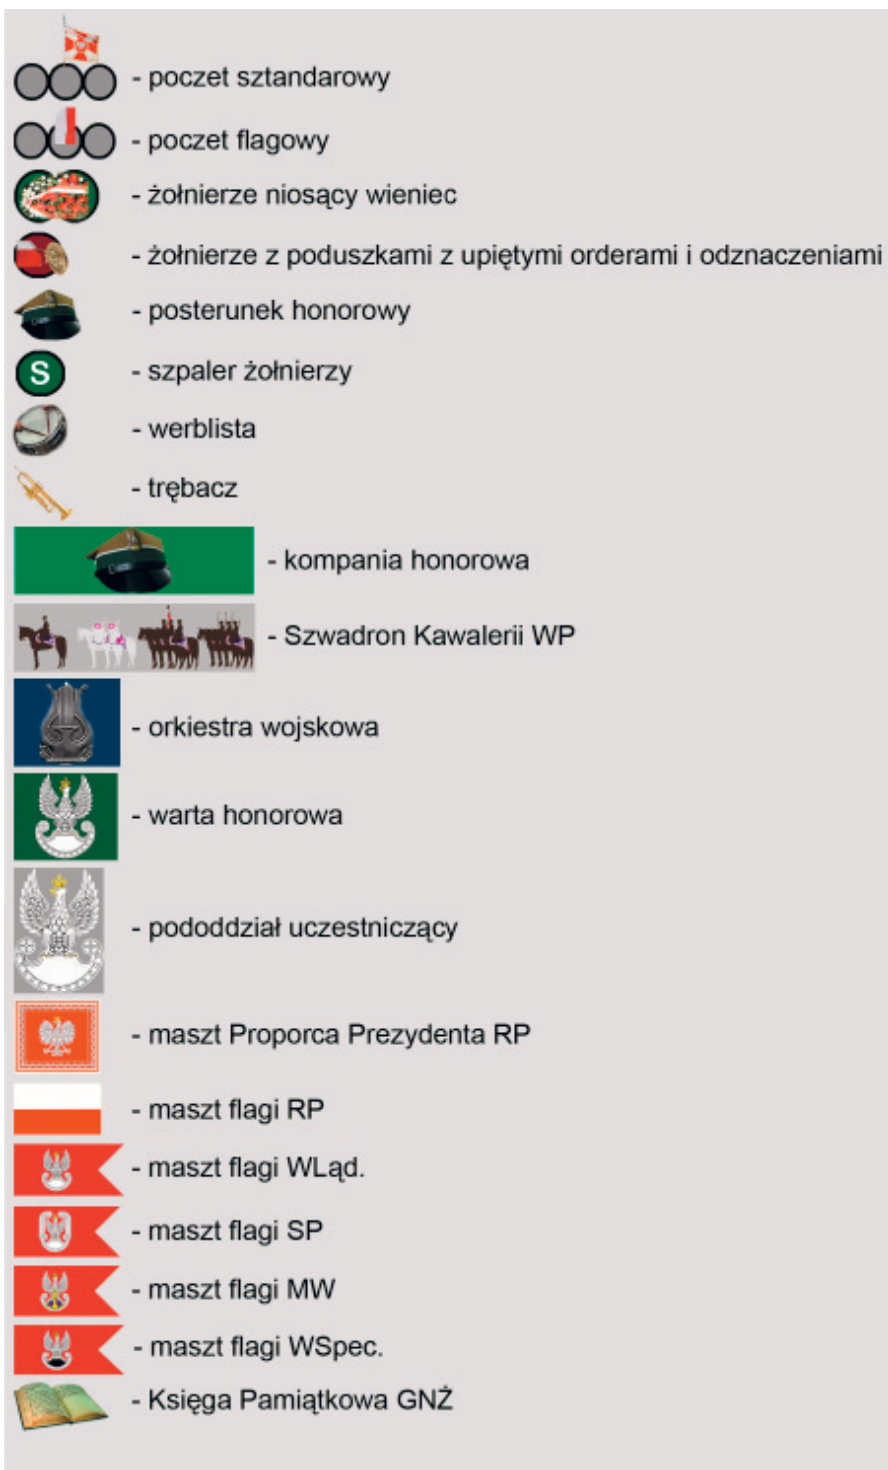 - poczet sztandarowy
- poczet flagowy
- żołnierze niosący wieniec
- żołnierze z poduszkami z upiętymi orderami i odznaczeniami
- posterunek honorowy
S - szpaler żołnierzy
- werblista
- trębacz
- kompania honorowa
- Szwadron Kawalerii WP
- orkiestra wojskowa
- warta honorowa
- pododdział uczestniczący
- maszt Proporca Prezydenta RP
- maszt flagi RP
- maszt flagi WLąd.
- maszt flagi SP
- maszt flagi MW
- maszt flagi WSpec.
- Księga Pamiątkowa GNŻ